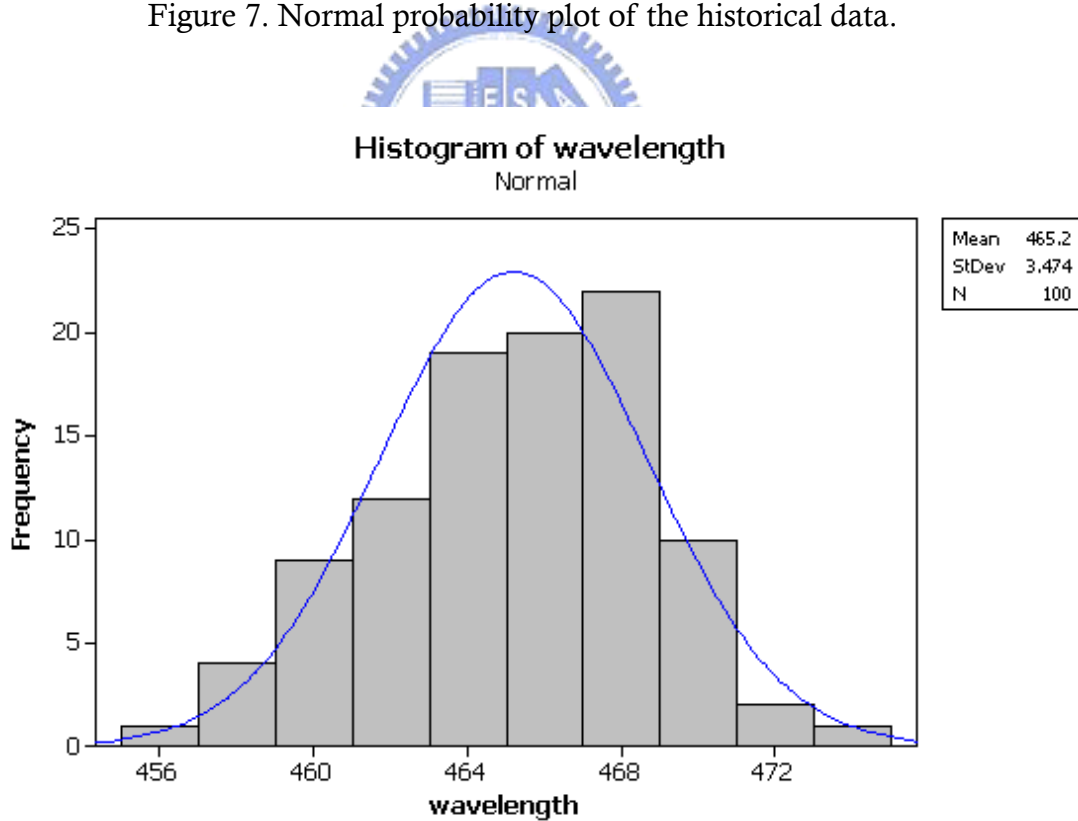 Figure 7. Normal probability plot of the historical data.
ESA
Histogram of wavelength
Normal
25
20
15
10
5
0
Frequency
456 460 464 468 472
wavelength
Mean 465.2
StDev 3.474
N 100